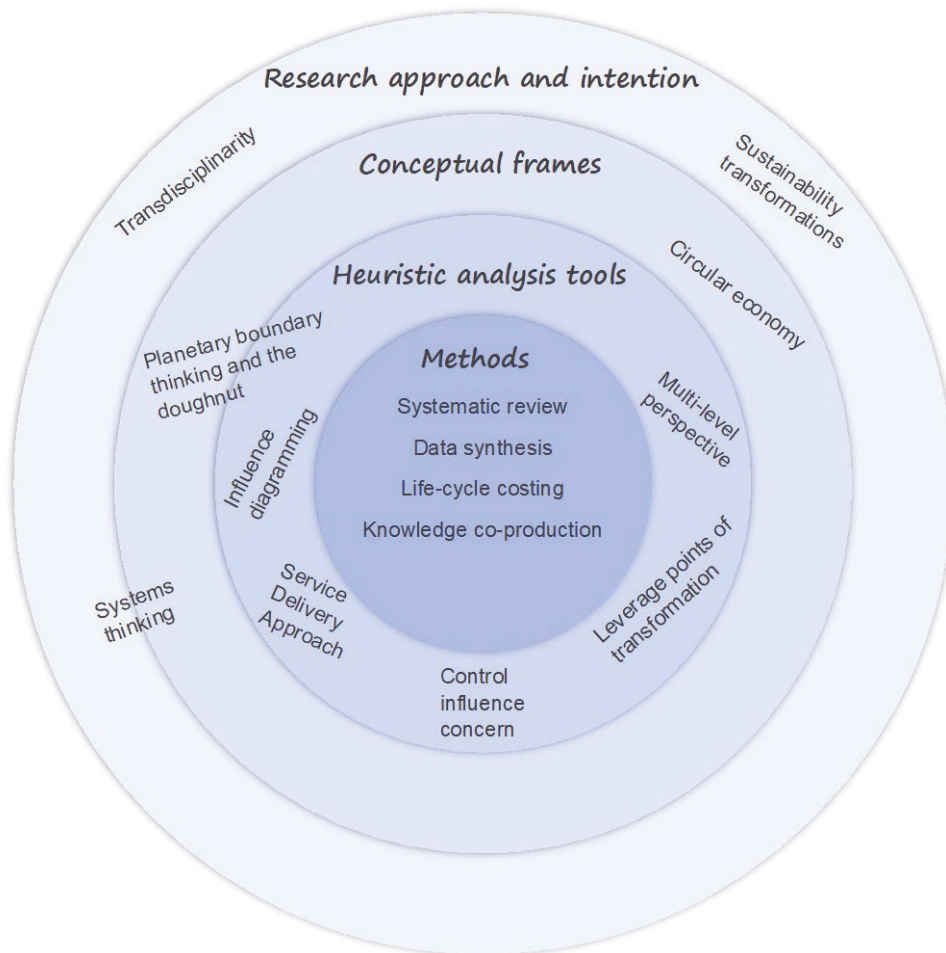 Research approach and intention
Transdisciplinarity
Sustainability
transformations
Conceptual frames
Circular economy
Planetary boundary
thinking and the
doughnut
Heuristic analysis tools
Multi-level
perspective
Influence
diagramming
Methods
Systematic review
Data synthesis
Life-cycle costing
Knowledge co-production
Systems
thinking
Service
Delivery
Approach
Leverage points of
transformation
Control
influence
concern